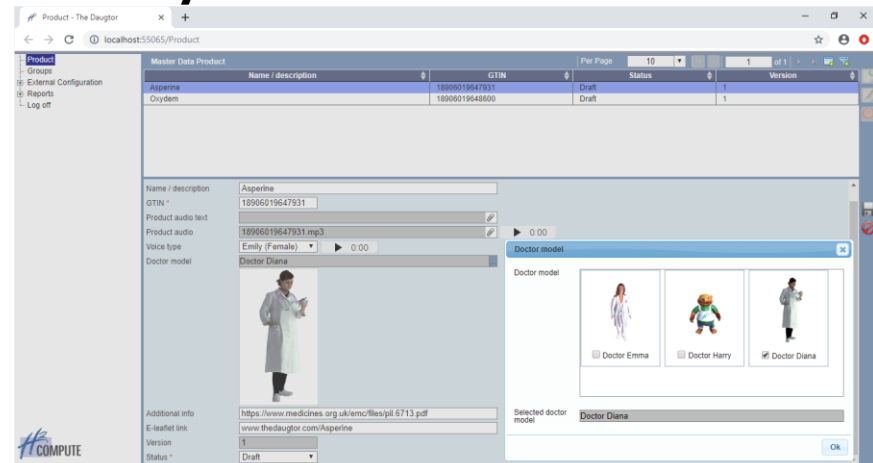 Product - The Daugtor
localhost:55065/Product
Product
Groups
External Configuration
Reports
Log off
Master Data Product
Per Page 10 1 of 1
Name / description GTIN Status Version
Asperine 18906019647931 Draft 1
Oxydem 18906019648600 Draft 1
Name / description Asperine
GTIN * 18906019647931
Product audio text
Product audio 18906019647931.mp3 0:00
Voice type Emily (Female) 0:00
Doctor model Doctor Diana
Additional info https://www.medicines.org.uk/emc/files/pil.6713.pdf
E-leaflet link www.thedaugtor.com/Asperine
Version 1
Status * Draft
Doctor model
Doctor model
Doctor Emma Doctor Harry Doctor Diana
Selected doctor model Doctor Diana
Ok
H2 COMPUTE